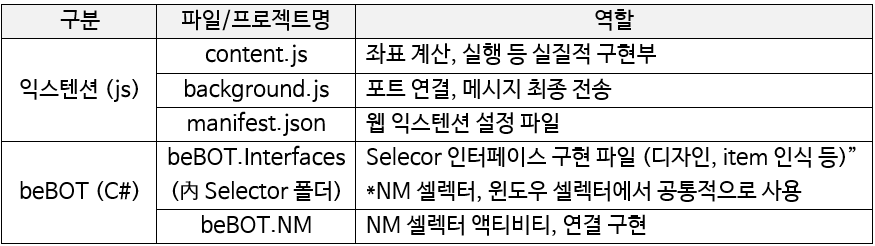 구분 파일/프로젝트명 역할
content.js 좌표 계산, 실행 등 실질적 구현부
익스텐션 (js) background.js 포트 연결, 메시지 최종 전송
manifest.json 웹 익스텐션 설정 파일
beBOT.Interfaces Selecor 인터페이스 구현 파일 (디자인, item 인식 등)”
beBOT (C#) (內 Selector 폴더) *NM 셀렉터, 윈도우 셀렉터에서 공통적으로 사용
beBOT.NM NM 셀렉터 액티비티, 연결 구현